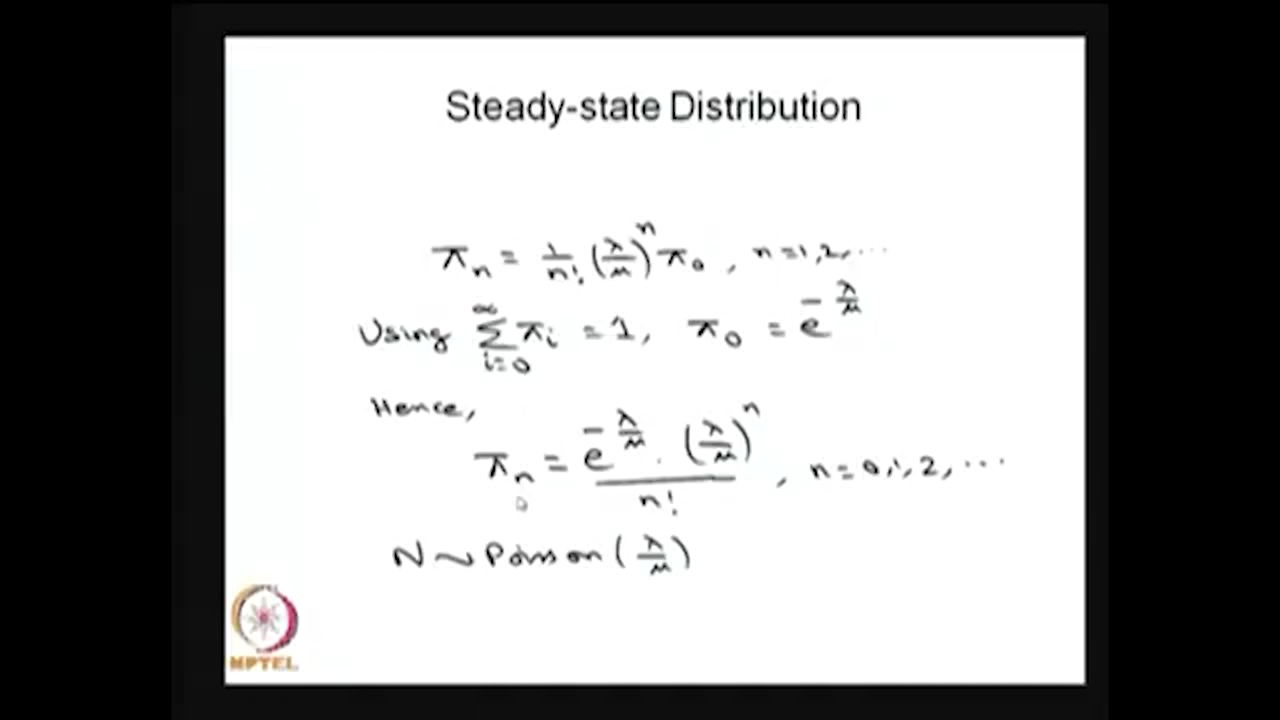 Steady-state Distribution
πₙ = 1/n! (λ/μ)ⁿ π₀ , n=1,2,...
Using ∑_{i=0}^{∞} πᵢ = 1, π₀ = e^{-λ/μ}
Hence,
πₙ = e^{-λ/μ} . (λ/μ)ⁿ / n! , n=0,1,2,...
N ~ Poisson (λ/μ)
NPTEL